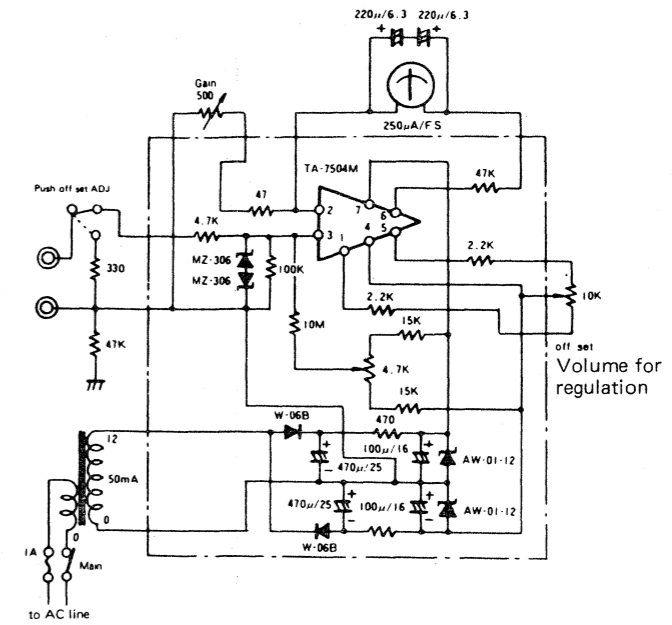 220µ/6.3 220µ/6.3
+ +
250µA/FS
Gain
500
TA-7504M
47K
Push off set ADJ
47
2
7
6
4.7K
3
1
4
5
2.2K
MZ-306
MZ-306
100K
330
10K
2.2K
10M
15K
off set
47K
4.7K
Volume for
regulation
15K
W-06B
470
12
+
100µ/16
+
AW-01-12
-
470µ/25
-
50mA
470µ/25
+
100µ/16
+
AW-01-12
-
-
0
0
W-06B
1A
Main
to AC line